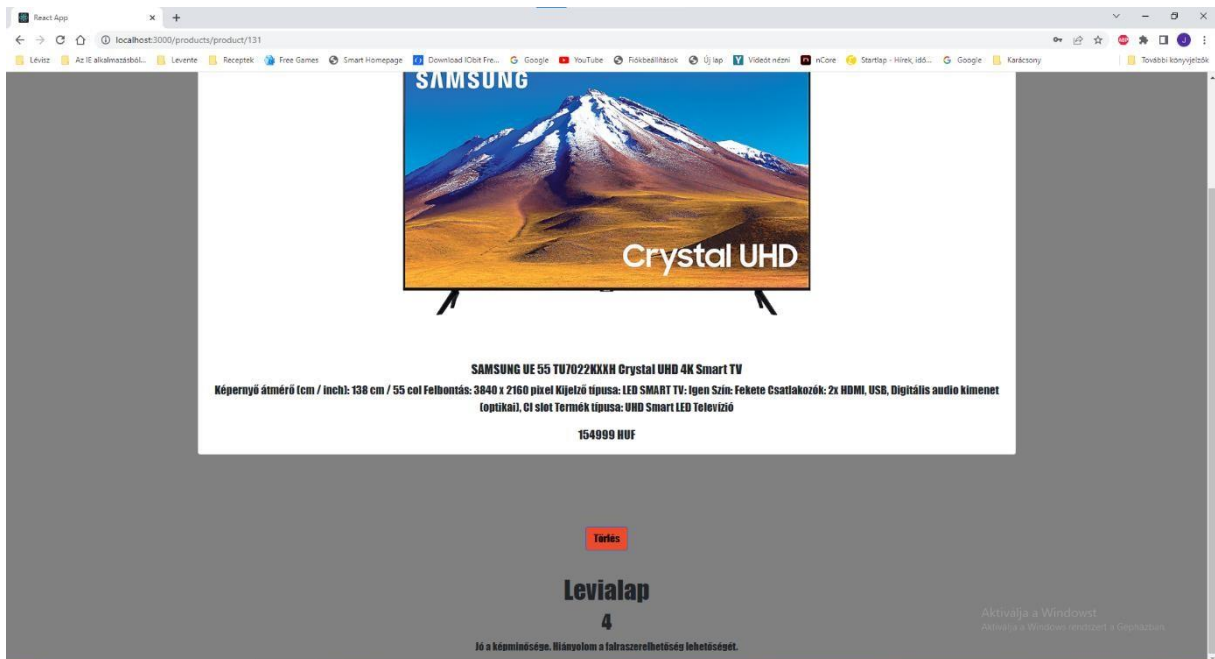 React App
localhost:3000/products/product/131
Lévisz
Az IE alkalmazásból...
Levente
Receptek
Free Games
Smart Homepage
Download IObit Fre...
Google
YouTube
Fiókbeállítások
Új lap
Videót nézni
nCore
Startlap - Hírek, idő...
Google
Karácsony
További könyvjelzők
SAMSUNG
Crystal UHD
SAMSUNG UE 55 TU7022KXXH Crystal UHD 4K Smart TV
Képernyő átmérő (cm / inch): 138 cm / 55 col Felbontás: 3840 x 2160 pixel Kijelző típusa: LED SMART TV: Igen Szín: Fekete Csatlakozók: 2x HDMI, USB, Digitális audio kimenet
(optikai), CI slot Termék típusa: UHD Smart LED Televízió
154999 HUF
Törlés
Levialap
4
Jó a képminősége. Hiányolom a falraszerelhetőség lehetőségét.
Aktiválja a Windowst
Aktiválja a Windows rendszert a Gépházban.